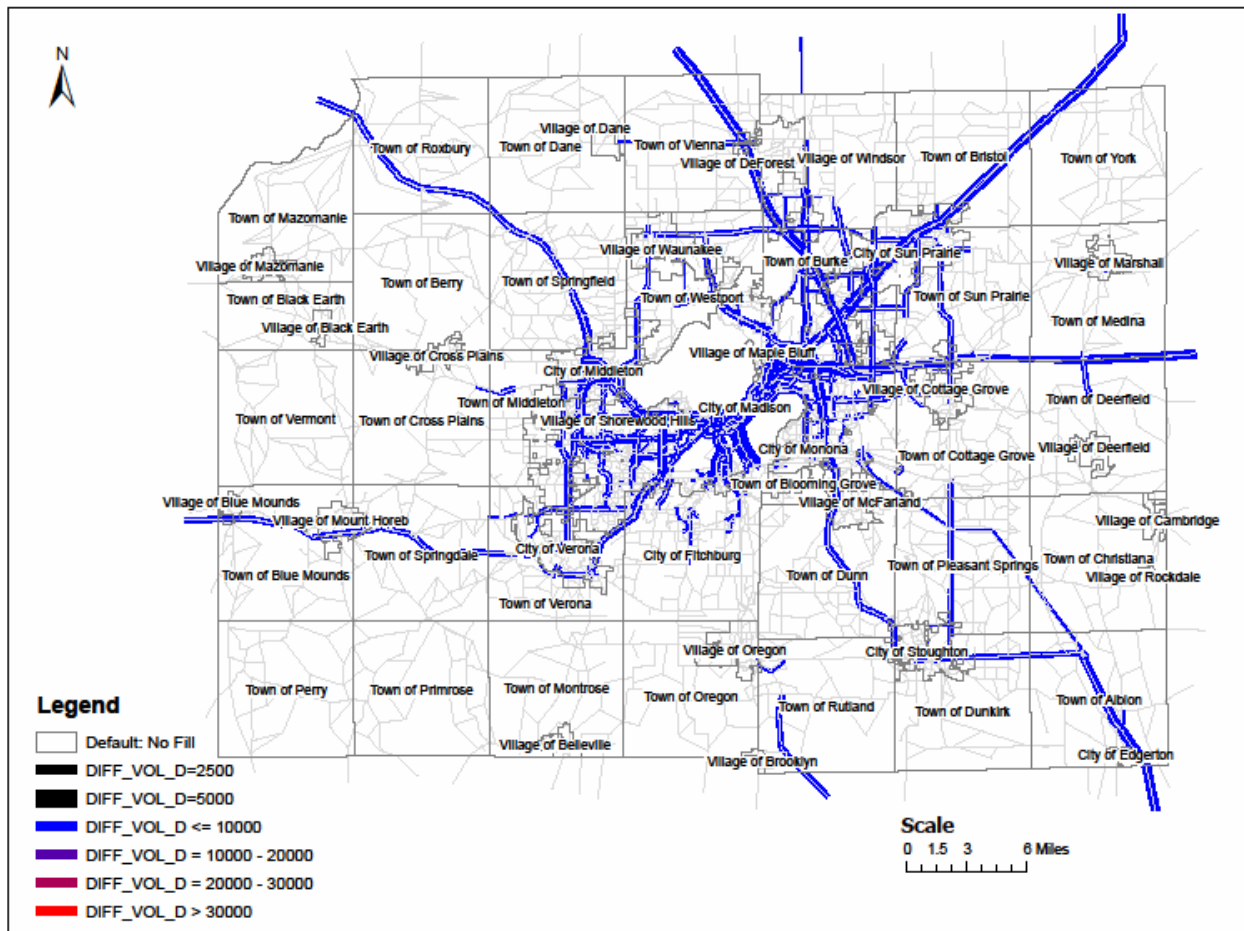 N
Village of Dane
Town of Roxbury
Town of Dane
Town of Vienna
Village of DeForest
Village of Windsor
Town of Bristol
Town of York
Town of Mazomanie
Village of Waunakee
Town of Burke
City of Sun Prairie
Village of Mazomanie
Village of Marshall
Town of Berry
Town of Springfield
Town of Black Earth
Town of Westport
Town of Sun Prairie
Village of Black Earth
Town of Medina
Village of Cross Plains
Village of Maple Bluff
City of Middleton
Village of Cottage Grove
Town of Middleton
City of Madison
Town of Deerfield
Town of Vermont
Town of Cross Plains
Village of Shorewood Hills
City of Monona
Town of Cottage Grove
Village of Deerfield
Town of Blooming Grove
Village of Blue Mounds
Village of McFarland
Village of Mount Horeb
Village of Cambridge
Town of Springdale
City of Verona
City of Fitchburg
Town of Christiana
Town of Blue Mounds
Town of Dunn
Town of Pleasant Springs
Village of Rockdale
Town of Verona
Village of Oregon
City of Stoughton
Town of Perry
Town of Primrose
Town of Montrose
Town of Oregon
Town of Rutland
Town of Dunkirk
Town of Albion
Village of Belleville
Village of Brooklyn
City of Edgerton
Legend
Default: No Fill
DIFF_VOL_D=2500
DIFF_VOL_D=5000
DIFF_VOL_D <= 10000
DIFF_VOL_D = 10000 - 20000
DIFF_VOL_D = 20000 - 30000
DIFF_VOL_D > 30000
Scale
0 1.5 3 6 Miles